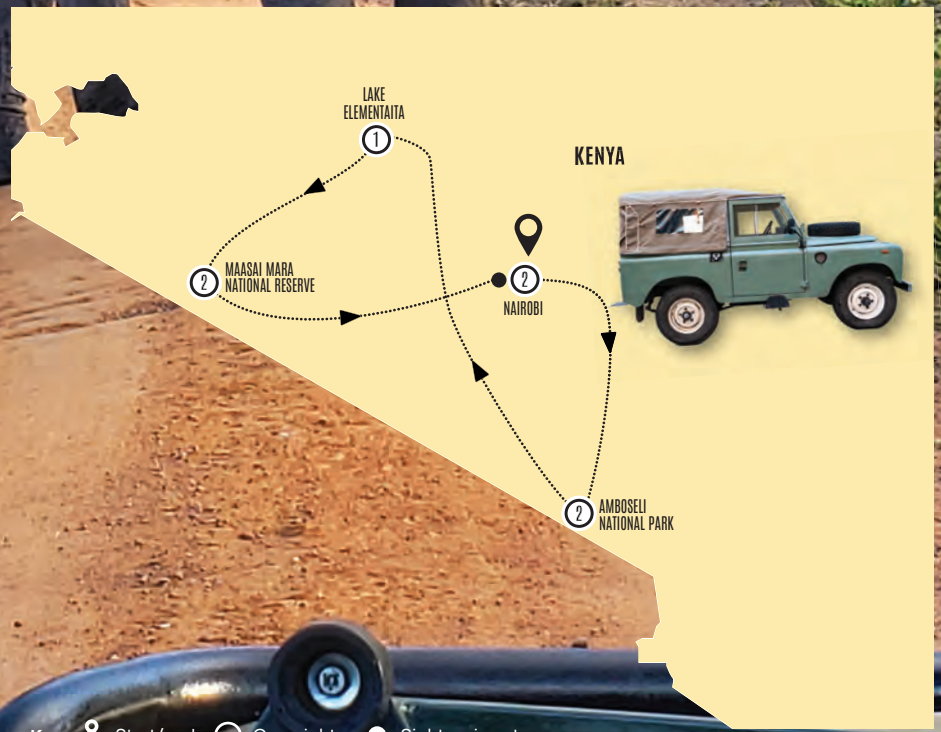 LAKE
ELEMENTAITA
1
KENYA
2
MAASAI MARA
NATIONAL RESERVE
2
NAIROBI
2
AMBOSELI
NATIONAL PARK